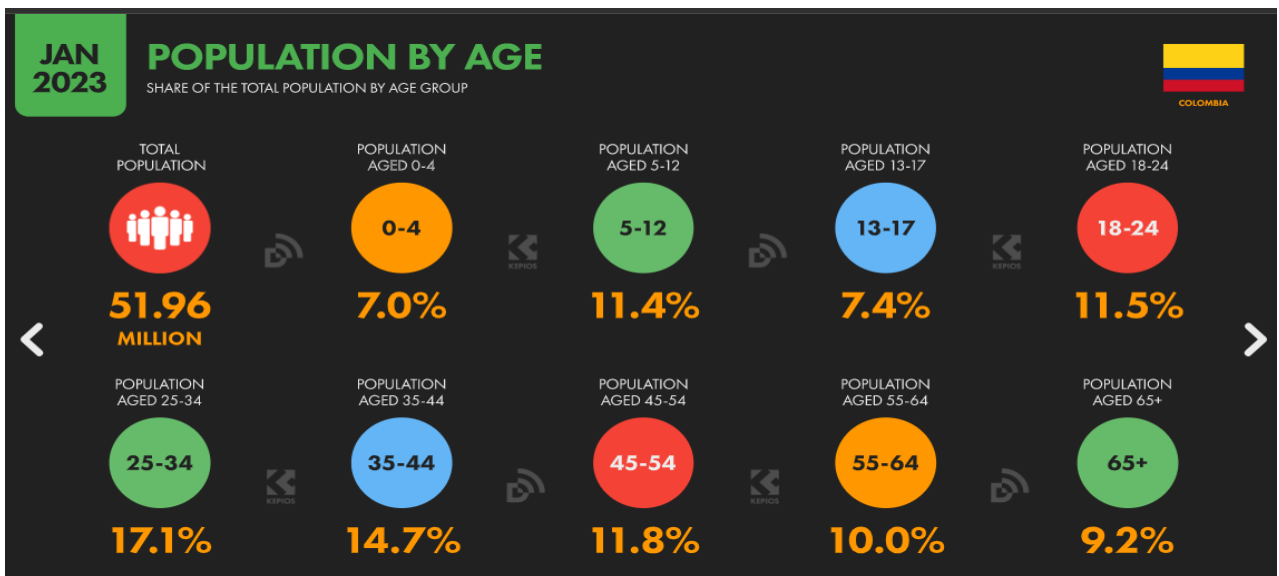 JAN
2023
POPULATION BY AGE
SHARE OF THE TOTAL POPULATION BY AGE GROUP
COLOMBIA
TOTAL
POPULATION
51.96
MILLION
POPULATION
AGED 0-4
0-4
7.0%
POPULATION
AGED 5-12
5-12
11.4%
POPULATION
AGED 13-17
13-17
7.4%
POPULATION
AGED 18-24
18-24
11.5%
KEPIOS
KEPIOS
POPULATION
AGED 25-34
25-34
17.1%
POPULATION
AGED 35-44
35-44
14.7%
POPULATION
AGED 45-54
45-54
11.8%
POPULATION
AGED 55-64
55-64
10.0%
POPULATION
AGED 65+
65+
9.2%
KEPIOS
KEPIOS